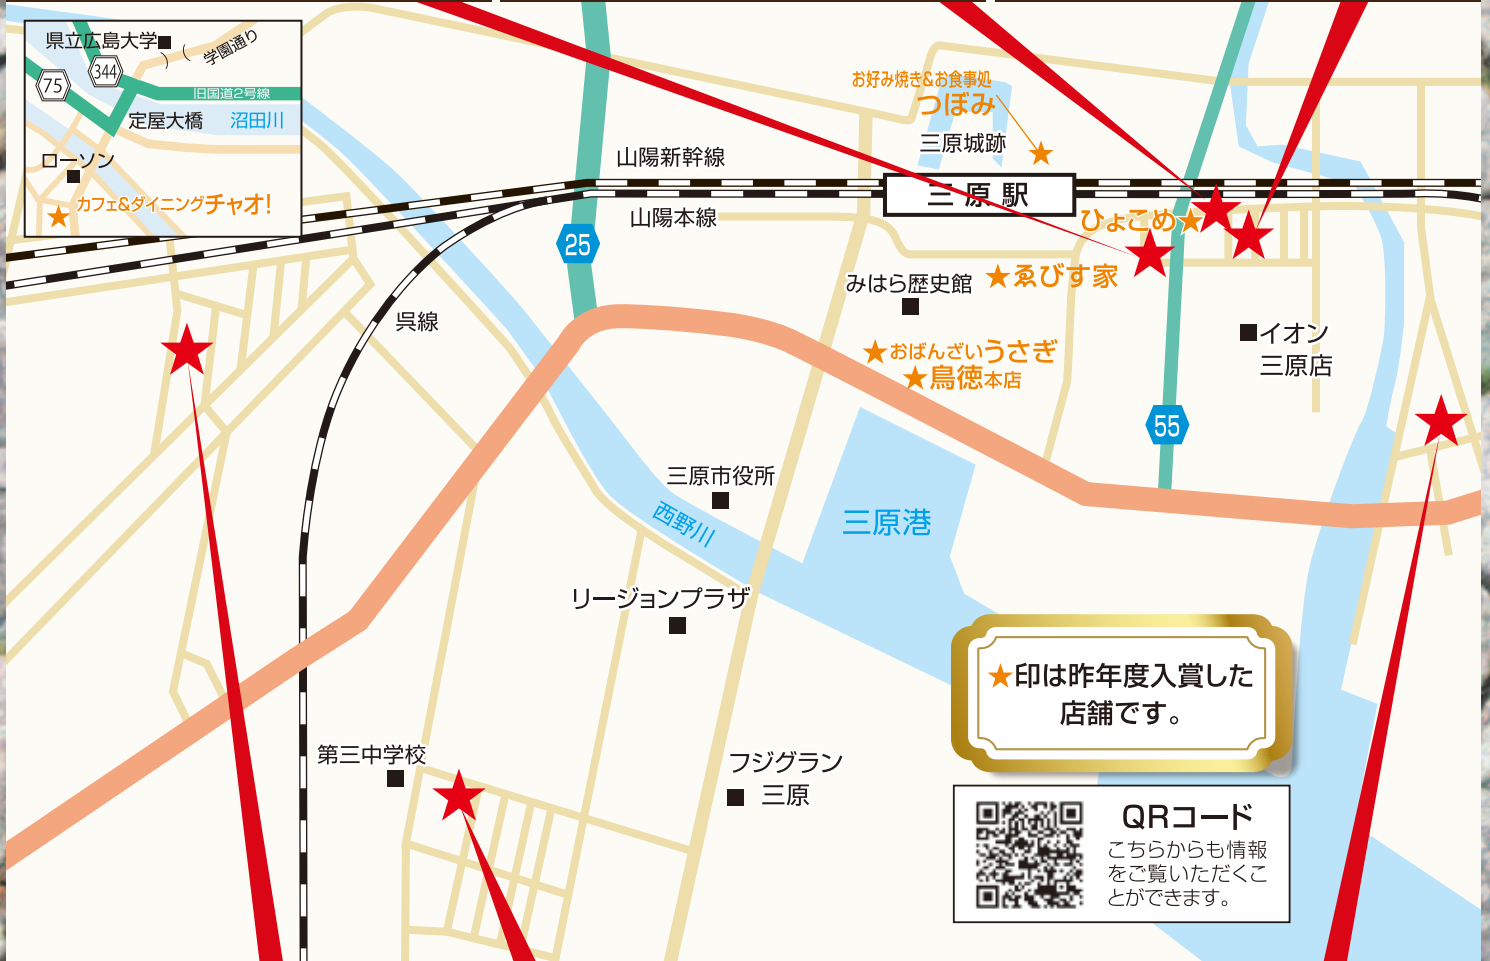 県立広島大学
学園通り
344
75
旧国道2号線
定屋大橋
沼田川
ローソン
カフェ&ダイニングチャオ!
お好み焼き&お食事処
つぼみ
三原城跡
山陽新幹線
三原駅
山陽本線
ひょこめ
25
みはら歴史館
ゑびす家
呉線
イオン
三原店
おばんざいうさぎ
鳥徳本店
55
三原市役所
西野川
三原港
リージョンプラザ
★印は昨年度入賞した
店舗です。
第三中学校
フジグラン
三原
QRコード
こちらからも情報
をご覧いただくこ
とができます。